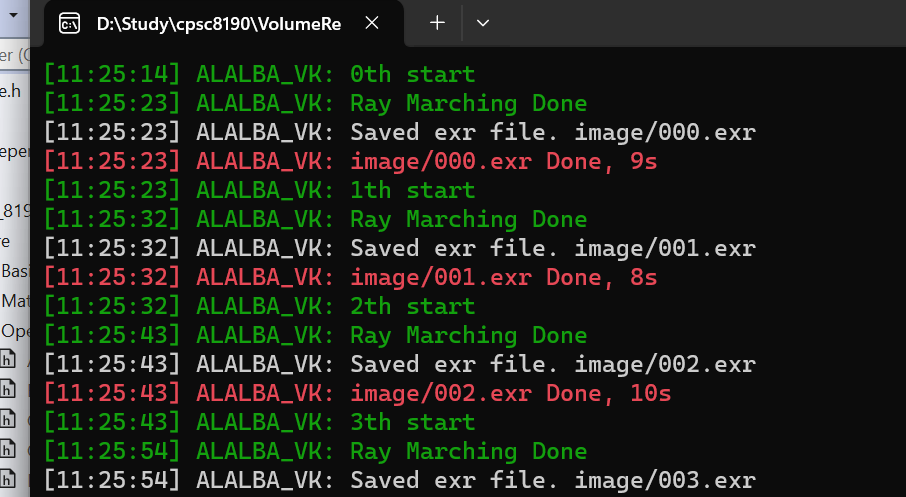 D:\Study\cpsc8190\VolumeRe
er (
e.h
eper
_819
re
Basi
Mat
Ope
[11:25:14] ALALBA_VK: 0th start
[11:25:23] ALALBA_VK: Ray Marching Done
[11:25:23] ALALBA_VK: Saved exr file. image/000.exr
[11:25:23] ALALBA_VK: image/000.exr Done, 9s
[11:25:23] ALALBA_VK: 1th start
[11:25:32] ALALBA_VK: Ray Marching Done
[11:25:32] ALALBA_VK: Saved exr file. image/001.exr
[11:25:32] ALALBA_VK: image/001.exr Done, 8s
[11:25:32] ALALBA_VK: 2th start
[11:25:43] ALALBA_VK: Ray Marching Done
[11:25:43] ALALBA_VK: Saved exr file. image/002.exr
[11:25:43] ALALBA_VK: image/002.exr Done, 10s
[11:25:43] ALALBA_VK: 3th start
[11:25:54] ALALBA_VK: Ray Marching Done
[11:25:54] ALALBA_VK: Saved exr file. image/003.exr